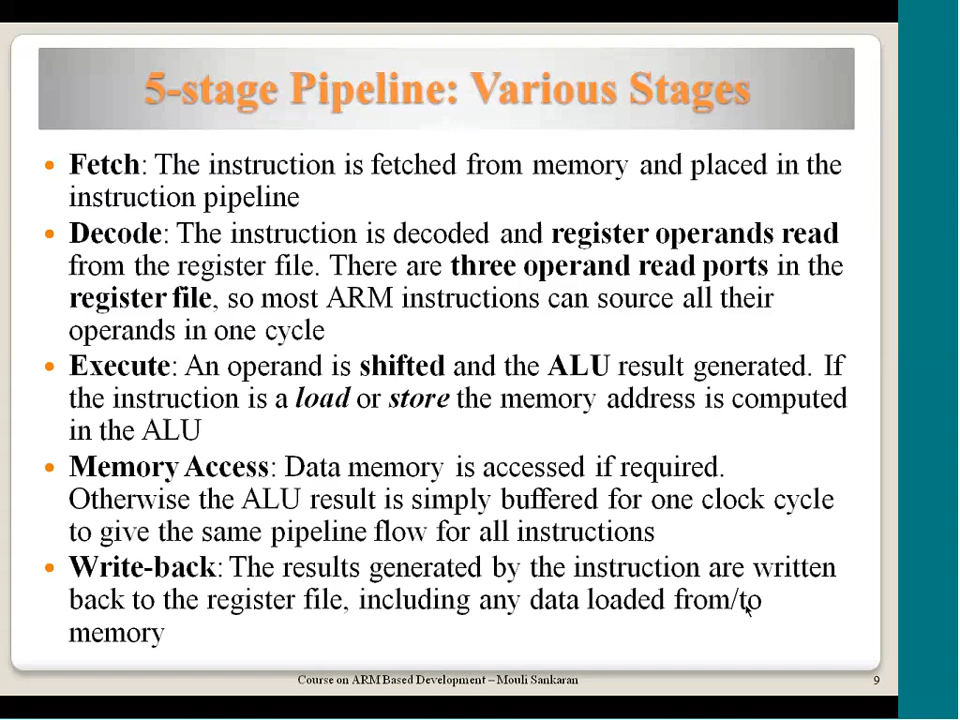 5-stage Pipeline: Various Stages
• Fetch: The instruction is fetched from memory and placed in the
instruction pipeline
• Decode: The instruction is decoded and register operands read
from the register file. There are three operand read ports in the
register file, so most ARM instructions can source all their
operands in one cycle
• Execute: An operand is shifted and the ALU result generated. If
the instruction is a load or store the memory address is computed
in the ALU
• Memory Access: Data memory is accessed if required.
Otherwise the ALU result is simply buffered for one clock cycle
to give the same pipeline flow for all instructions
• Write-back: The results generated by the instruction are written
back to the register file, including any data loaded from/to
memory
Course on ARM Based Development – Mouli Sankaran
9